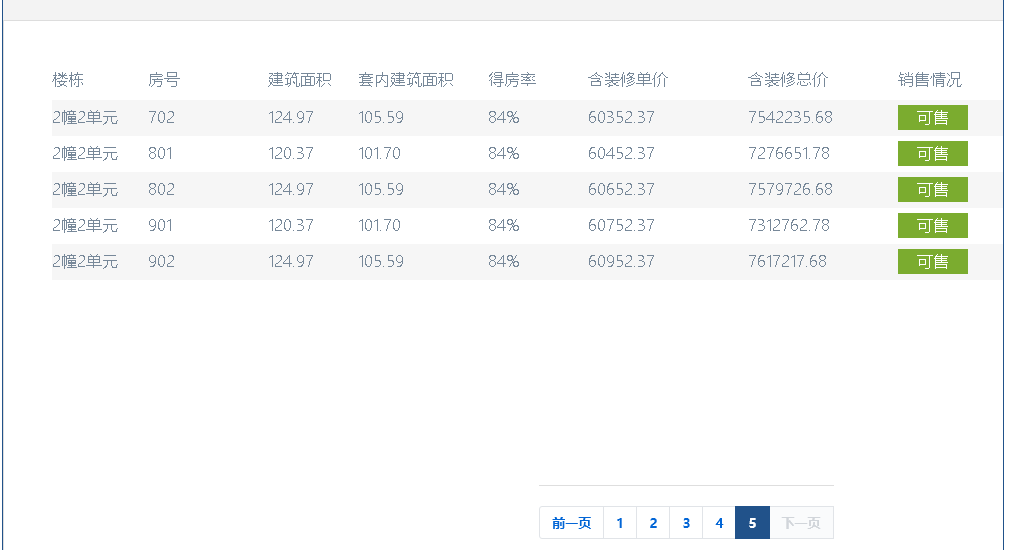 楼栋 房号 建筑面积 套内建筑面积 得房率 含装修单价 含装修总价 销售情况
2幢2单元 702 124.97 105.59 84% 60352.37 7542235.68 可售
2幢2单元 801 120.37 101.70 84% 60452.37 7276651.78 可售
2幢2单元 802 124.97 105.59 84% 60652.37 7579726.68 可售
2幢2单元 901 120.37 101.70 84% 60752.37 7312762.78 可售
2幢2单元 902 124.97 105.59 84% 60952.37 7617217.68 可售
前一页 1 2 3 4 5 下一页